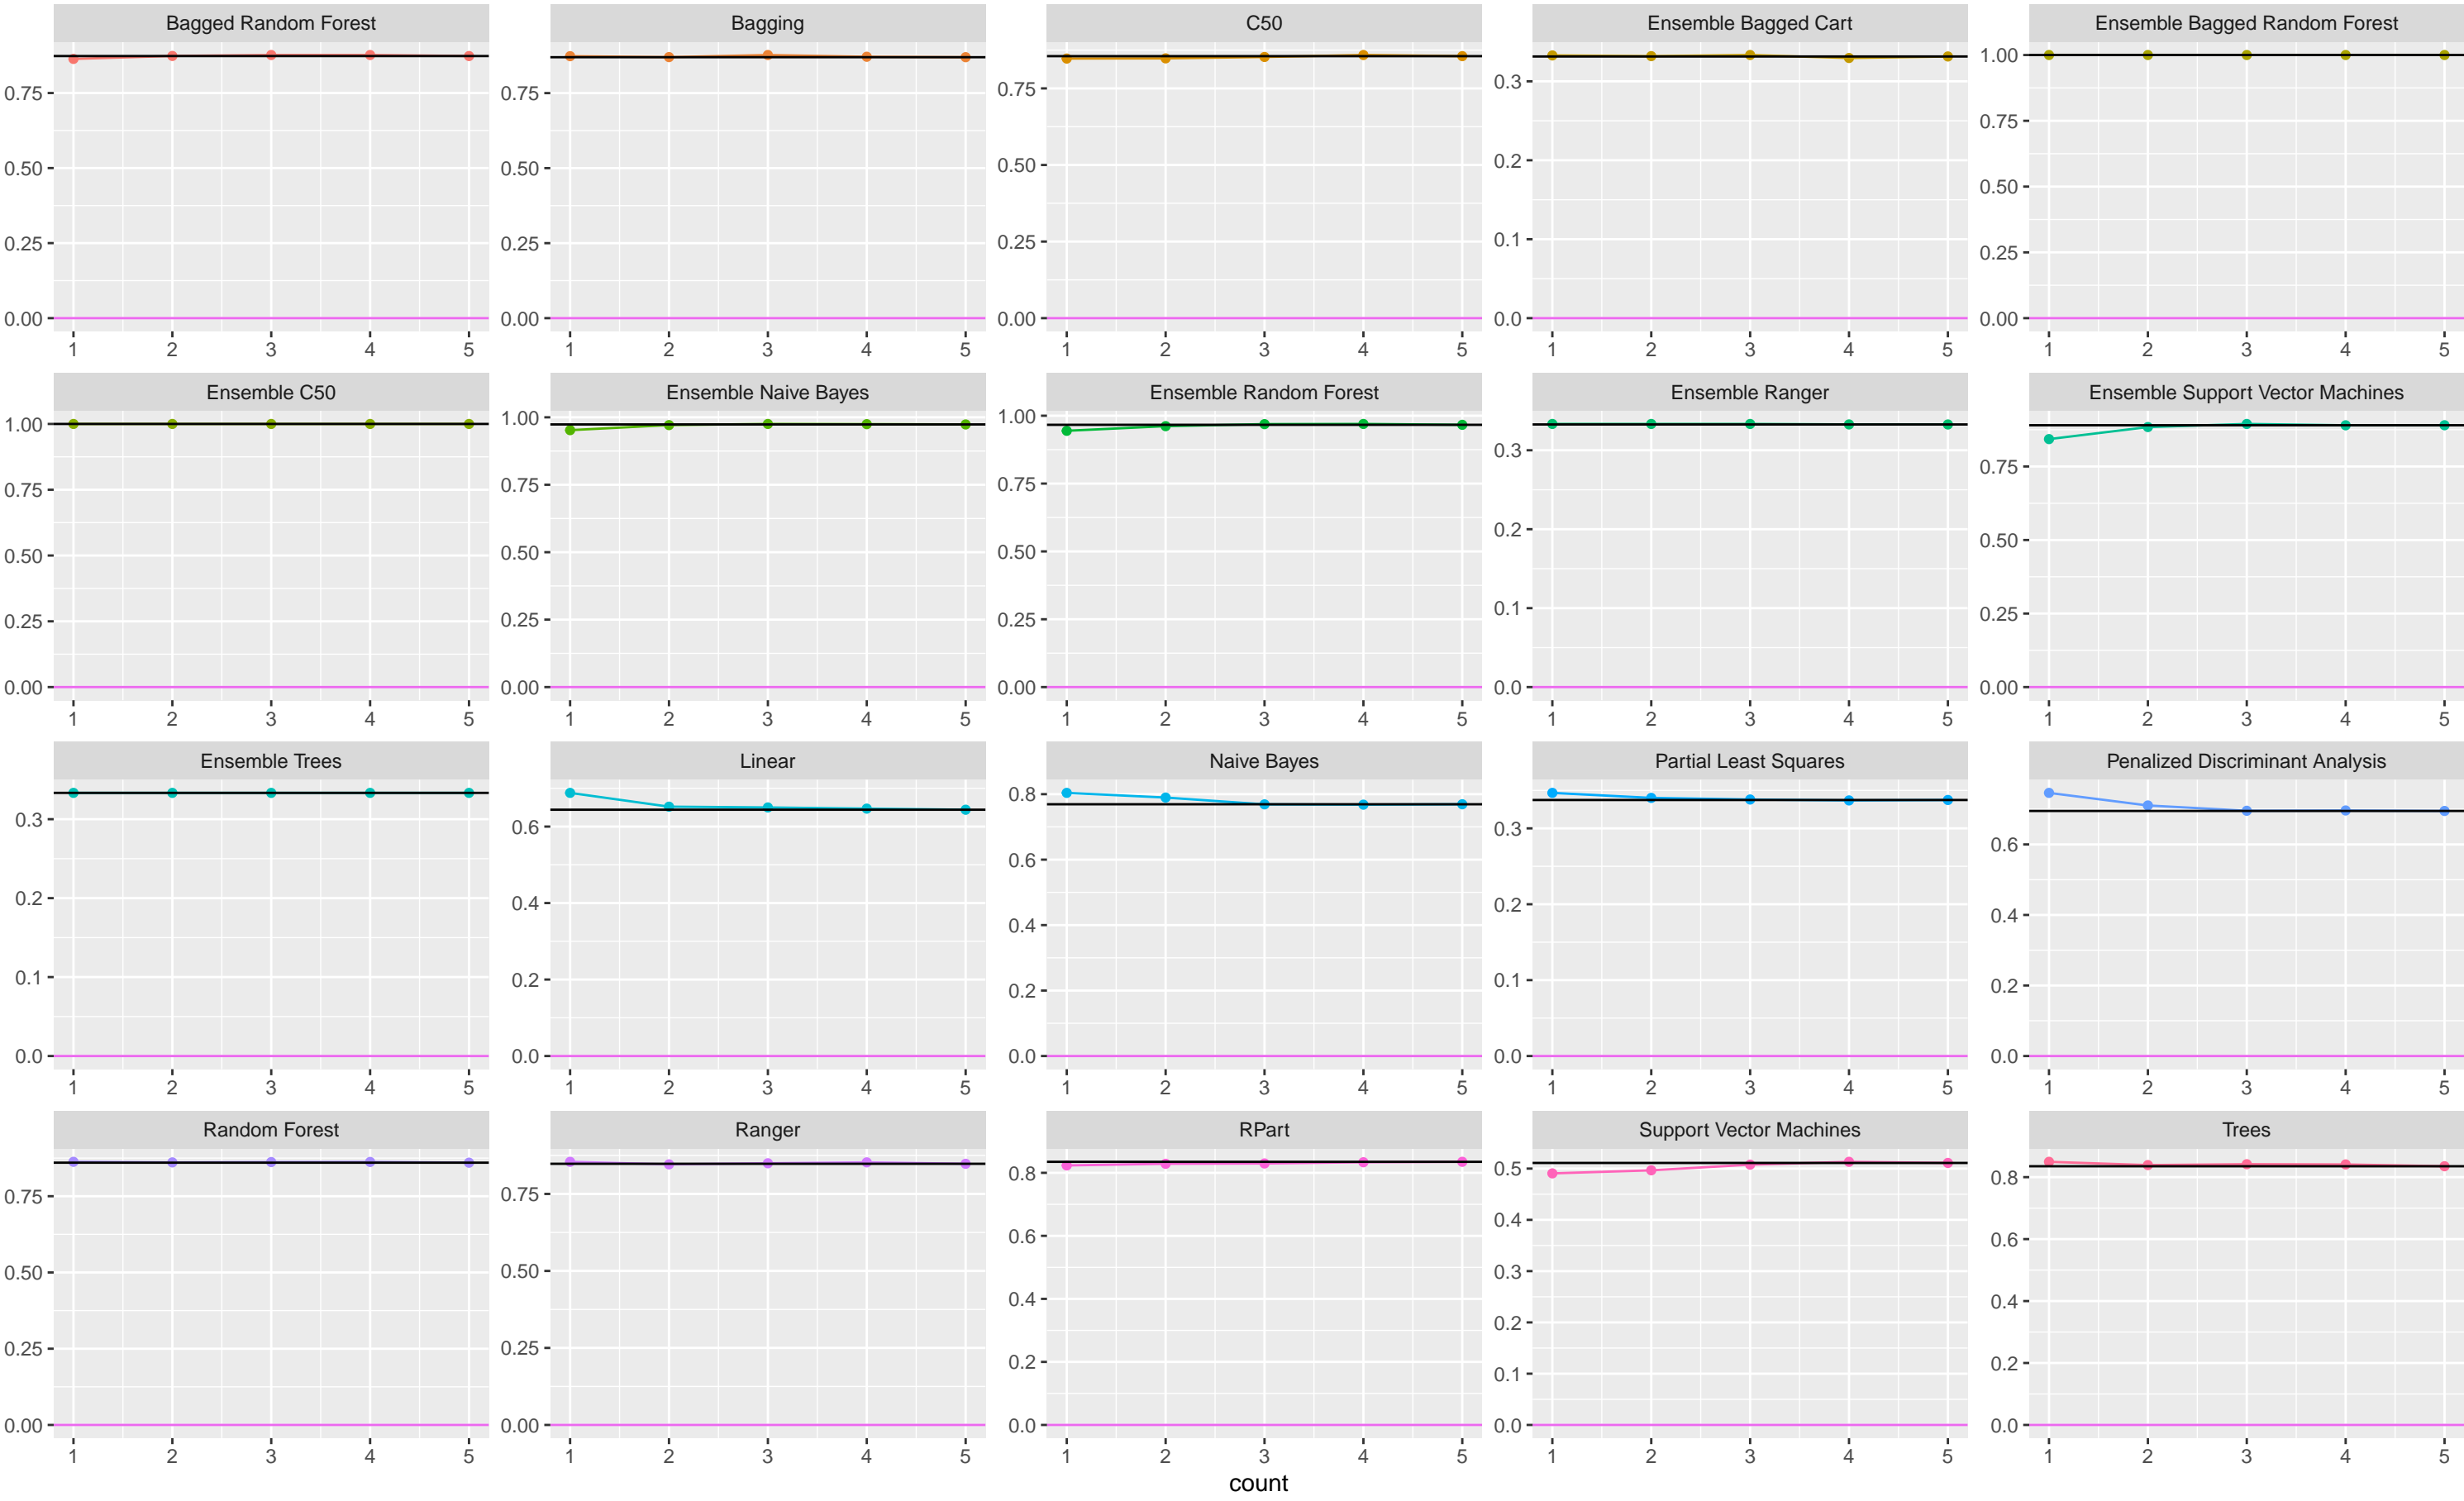 Bagged Random Forest
Bagging
C50
Ensemble Bagged Cart
Ensemble Bagged Random Forest
0.75
0.50
0.25
0.00
1 2 3 4 5
0.75
0.50
0.25
0.00
1 2 3 4 5
0.75
0.50
0.25
0.00
1 2 3 4 5
0.3
0.2
0.1
0.0
1 2 3 4 5
1.00
0.75
0.50
0.25
0.00
1 2 3 4 5
Ensemble C50
Ensemble Naive Bayes
Ensemble Random Forest
Ensemble Ranger
Ensemble Support Vector Machines
1.00
0.75
0.50
0.25
0.00
1 2 3 4 5
1.00
0.75
0.50
0.25
0.00
1 2 3 4 5
1.00
0.75
0.50
0.25
0.00
1 2 3 4 5
0.3
0.2
0.1
0.0
1 2 3 4 5
0.75
0.50
0.25
0.00
1 2 3 4 5
Ensemble Trees
Linear
Naive Bayes
Partial Least Squares
Penalized Discriminant Analysis
0.3
0.2
0.1
0.0
1 2 3 4 5
0.6
0.4
0.2
0.0
1 2 3 4 5
0.8
0.6
0.4
0.2
0.0
1 2 3 4 5
0.3
0.2
0.1
0.0
1 2 3 4 5
0.6
0.4
0.2
0.0
1 2 3 4 5
Random Forest
Ranger
RPart
Support Vector Machines
Trees
0.75
0.50
0.25
0.00
1 2 3 4 5
0.75
0.50
0.25
0.00
1 2 3 4 5
0.8
0.6
0.4
0.2
0.0
1 2 3 4 5
0.5
0.4
0.3
0.2
0.1
0.0
1 2 3 4 5
0.8
0.6
0.4
0.2
0.0
1 2 3 4 5
count